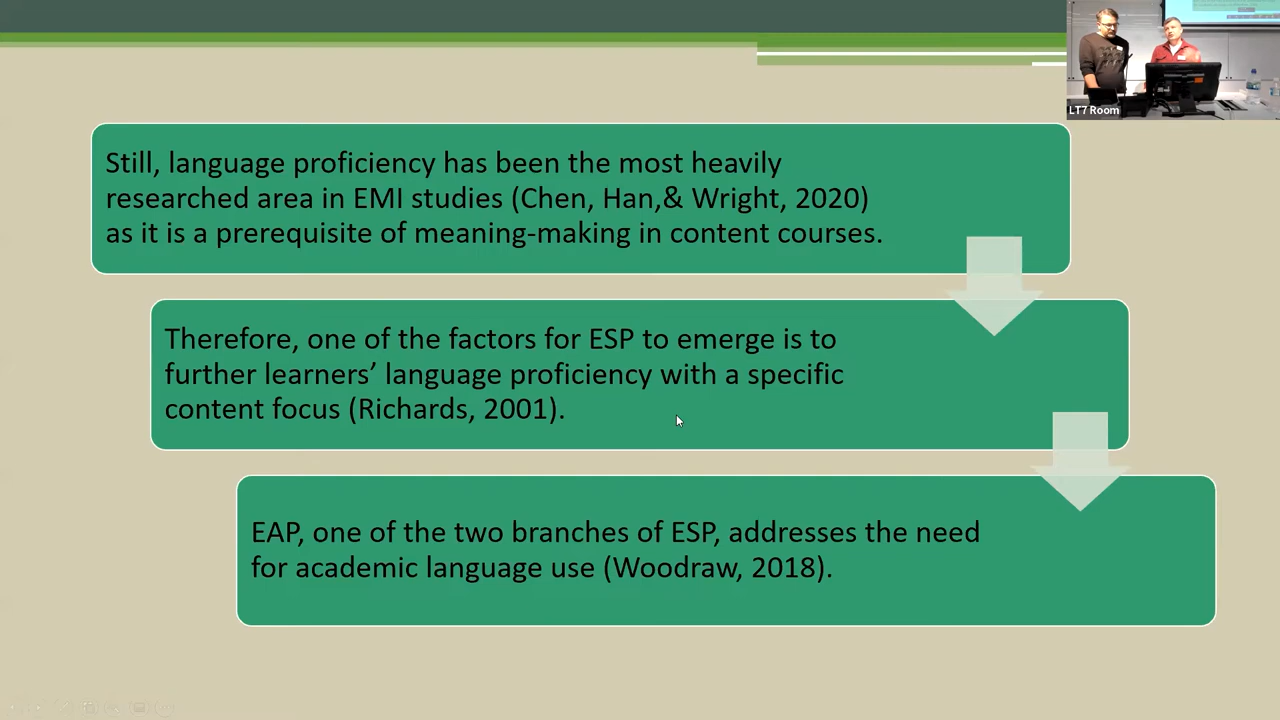 LT7 Room
Still, language proficiency has been the most heavily
researched area in EMI studies (Chen, Han,& Wright, 2020)
as it is a prerequisite of meaning-making in content courses.
Therefore, one of the factors for ESP to emerge is to
further learners’ language proficiency with a specific
content focus (Richards, 2001).
EAP, one of the two branches of ESP, addresses the need
for academic language use (Woodraw, 2018).